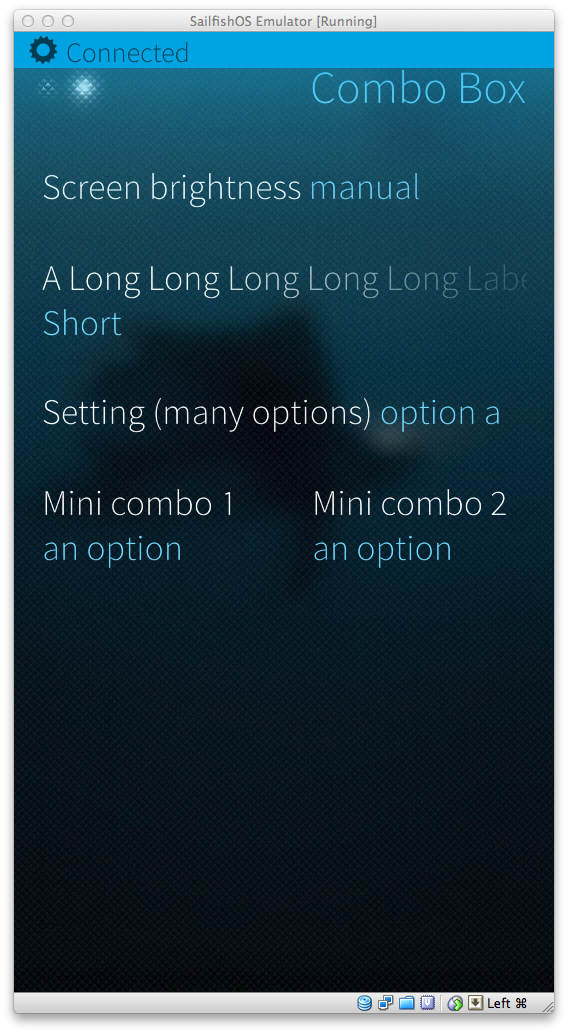 SailfishOS Emulator [Running]
Connected
Combo Box
Screen brightness manual
A Long Long Long Long Long Labe
Short
Setting (many options) option a
Mini combo 1 Mini combo 2
an option an option
Left ⌘